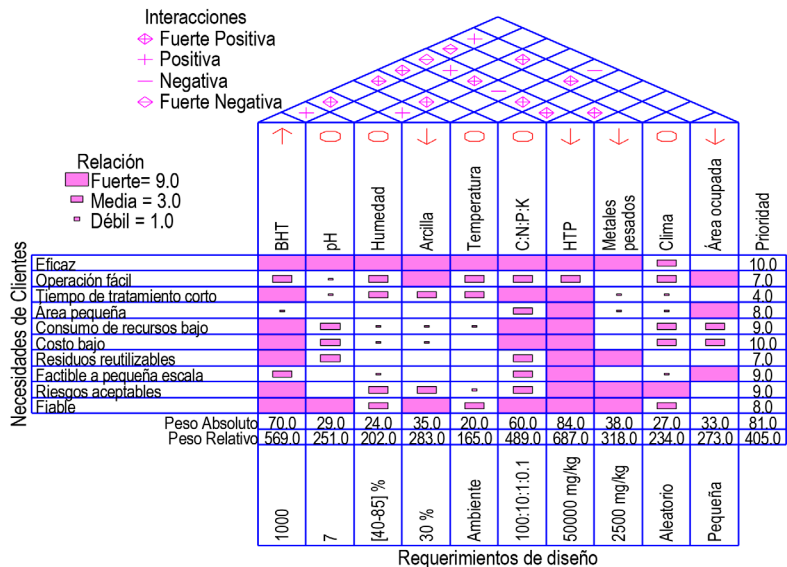 Interacciones
Fuerte Positiva
Positiva
Negativa
Fuerte Negativa
Relación
Fuerte= 9.0
Media = 3.0
Débil = 1.0
BHT
pH
Humedad
Arcilla
Temperatura
C:N:P:K
HTP
Metales
pesados
Clima
Área ocupada
Prioridad
Necesidades de Clientes
Eficaz 10.0
Operación fácil 7.0
Tiempo de tratamiento corto 4.0
Area pequeña 8.0
Consumo de recursos bajo 9.0
Costo bajo 10.0
Residuos reutilizables 7.0
Factible a pequeña escala 9.0
Riesgos aceptables 9.0
Fiable 8.0
Peso Absoluto 70.0 29.0 24.0 35.0 20.0 60.0 84.0 38.0 27.0 33.0 81.0
Peso Relativo 569.0 251.0 202.0 283.0 165.0 489.0 687.0 318.0 234.0 273.0 405.0
1000
7
[40-85] %
30 %
Ambiente
100:10:1:0.1
50000 mg/kg
2500 mg/kg
Aleatorio
Pequeña
Requerimientos de diseño